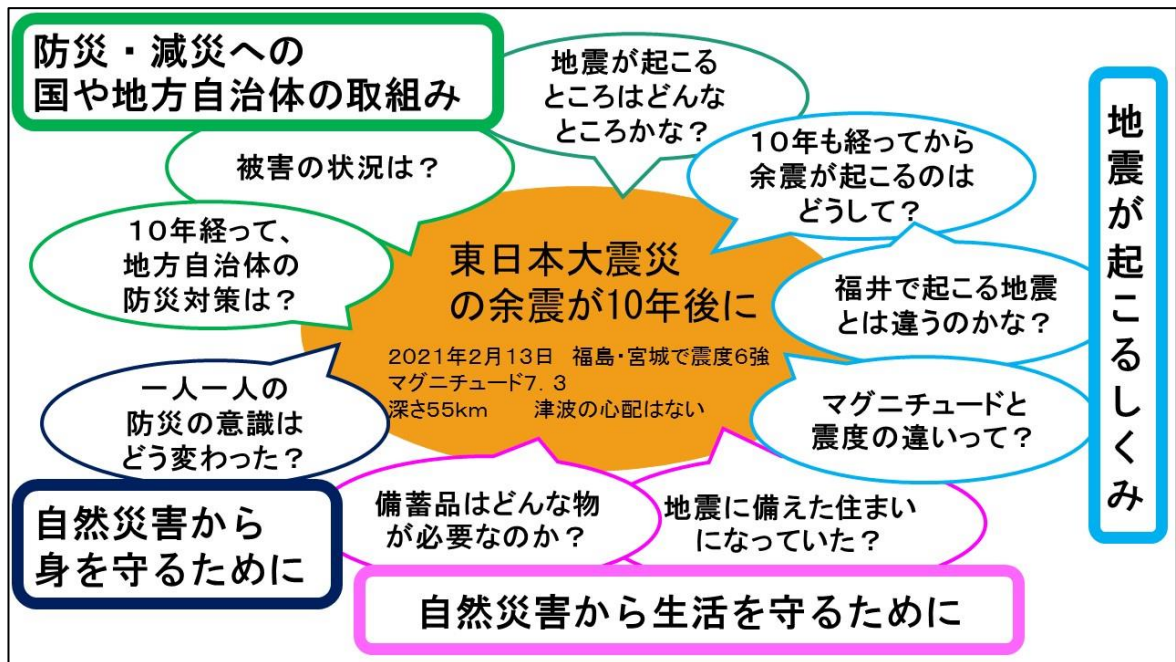 防災・減災への
国や地方自治体の取組み
地震が起こる
ところはどんな
ところかな？
１０年も経ってから
余震が起こるのは
どうして？
被害の状況は？
１０年経って、
地方自治体の
防災対策は？
東日本大震災
の余震が10年後に
2021年2月13日　福島・宮城で震度6強
マグニチュード7．3
深さ55km　　津波の心配はない
福井で起こる地震
とは違うのかな？
マグニチュードと
震度の違いって？
地震が起こるしくみ
一人一人の
防災の意識は
どう変わった？
備蓄品はどんな物
が必要なのか？
地震に備えた住まい
になっていた？
自然災害から
身を守るために
自然災害から生活を守るために